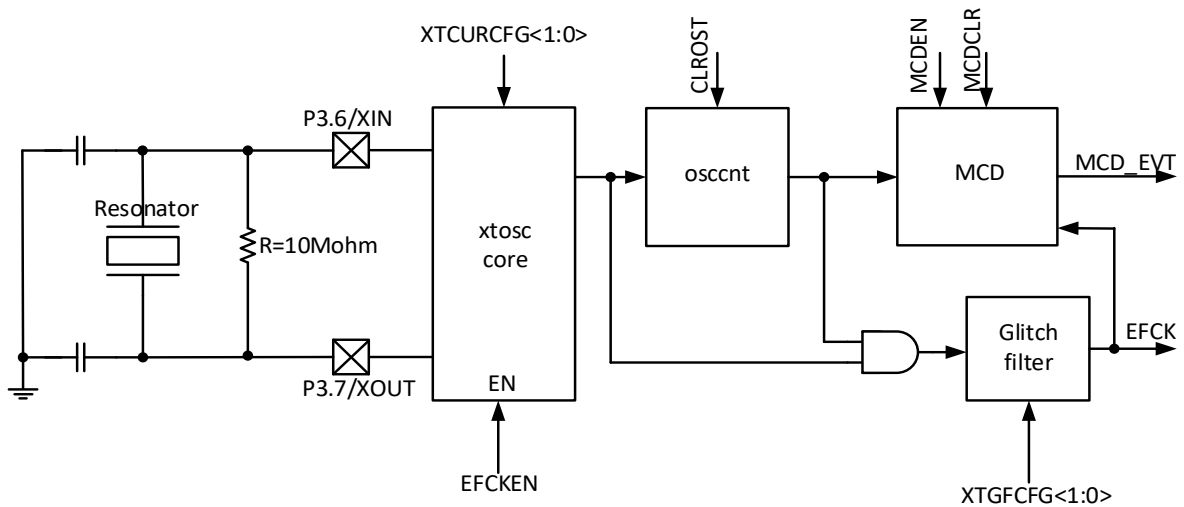 XTCURCFG<1:0>
CLROST
MCDEN
MCDCLR
P3.6/XIN
MCD_EVT
osccnt
MCD
Resonator
R=10Mohm
xtosc
core
Glitch
filter
EFCK
P3.7/XOUT
EN
EFCKEN
XTGFCFG<1:0>